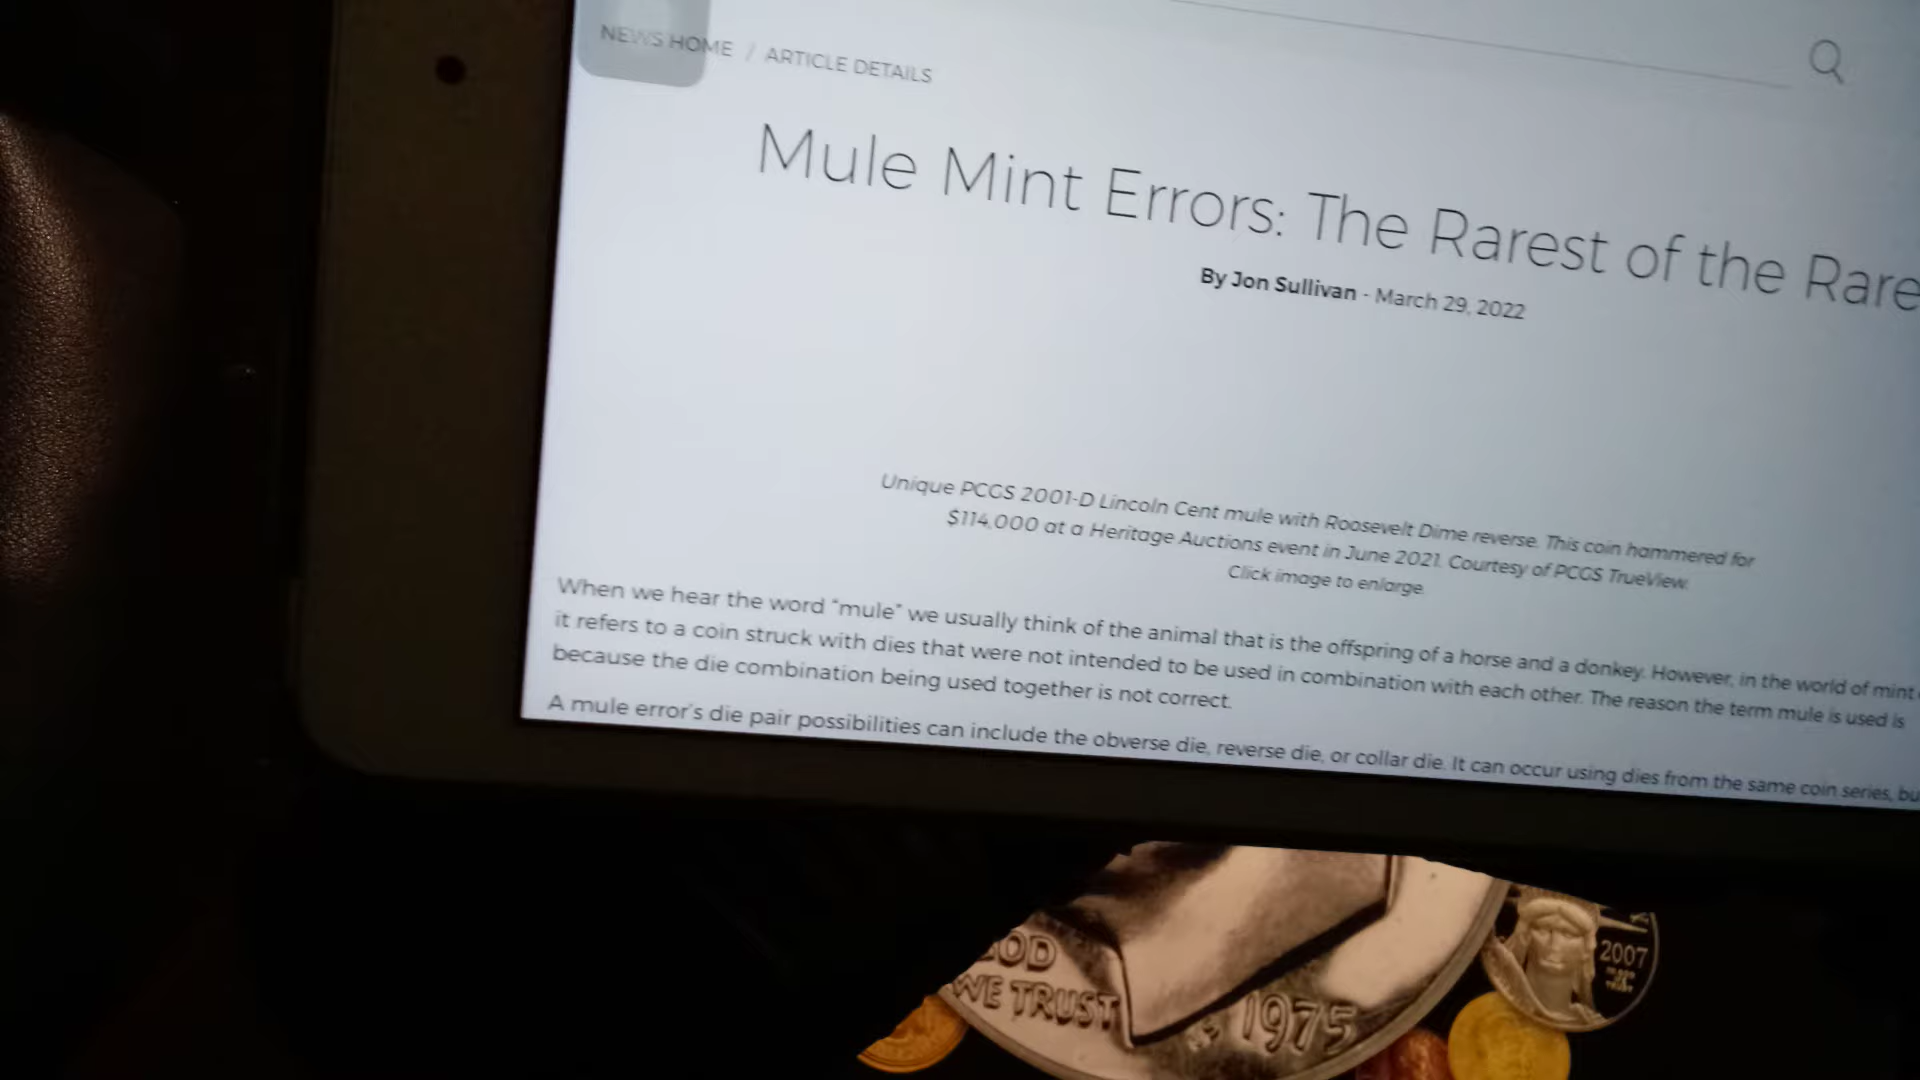 NEWS HOME / ARTICLE DETAILS
Mule Mint Errors: The Rarest of the Rare
By Jon Sullivan - March 29, 2022
Unique PCGS 2001-D Lincoln Cent mule with Roosevelt Dime reverse. This coin hammered for
$114,000 at a Heritage Auctions event in June 2021. Courtesy of PCGS TrueView.
Click image to enlarge.
When we hear the word “mule” we usually think of the animal that is the offspring of a horse and a donkey. However, in the world of mint
it refers to a coin struck with dies that were not intended to be used in combination with each other. The reason the term mule is used is
because the die combination being used together is not correct.
A mule error's die pair possibilities can include the obverse die, reverse die, or collar die. It can occur using dies from the same coin series, bu
GOD
WE TRUST
1975
2007